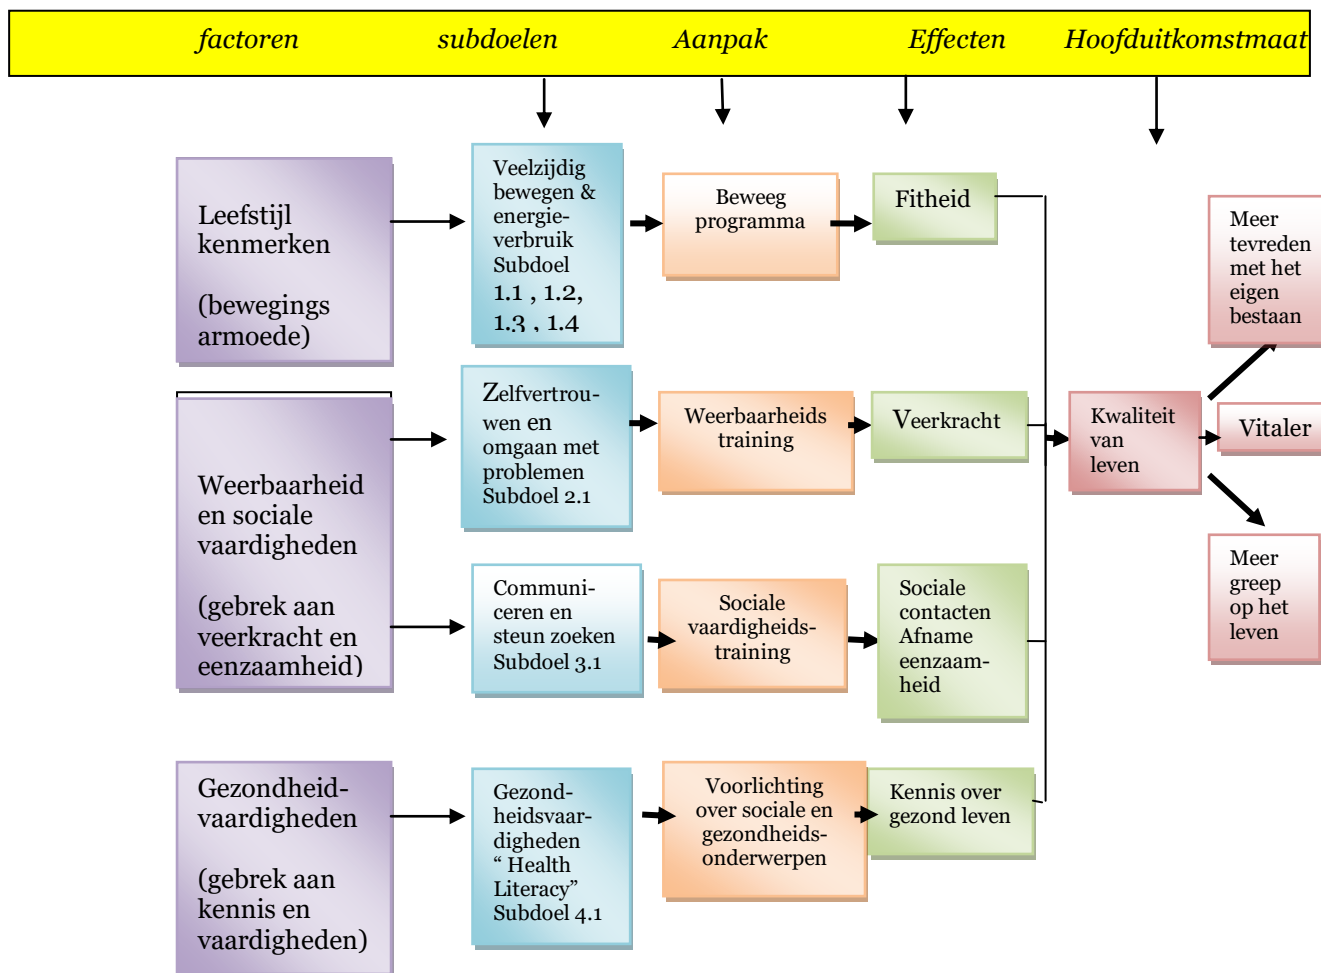 factoren subdoelen Aanpak Effecten Hoofduitkomstmaat
Leefstijl
kenmerken
(bewegings
armoede)
Veelzijdig
bewegen &
energie-
verbruik
Subdoel
1.1 , 1.2,
1.3 , 1.4
Beweeg
programma
Fitheid
Weerbaarheid
en sociale
vaardigheden
(gebrek aan
veerkracht en
eenzaamheid)
Zelfvertrou-
wen en
omgaan met
problemen
Subdoel 2.1
Weerbaarheids
training
Veerkracht
Communi-
ceren en
steun zoeken
Subdoel 3.1
Sociale
vaardigheids-
training
Sociale
contacten
Afname
eenzaam-
heid
Gezondheid-
vaardigheden
(gebrek aan
kennis en
vaardigheden)
Gezond-
heidsvaar-
digheden
“ Health
Literacy”
Subdoel 4.1
Voorlichting
over sociale en
gezondheids-
onderwerpen
Kennis over
gezond leven
Kwaliteit
van
leven
Meer
tevreden
met het
eigen
bestaan
Vitaler
Meer
greep
op het
leven